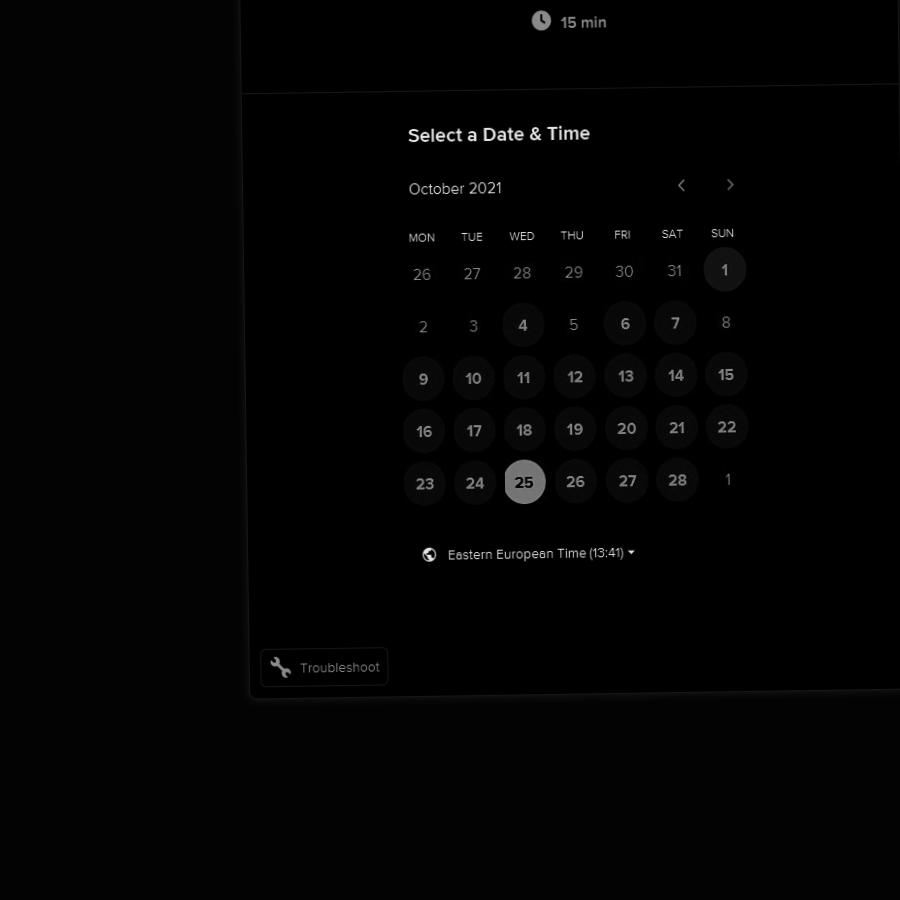 15 min
Select a Date & Time
October 2021
MON TUE WED THU FRI SAT SUN
26 27 28 29 30 31 1
2 3 4 5 6 7 8
9 10 11 12 13 14 15
16 17 18 19 20 21 22
23 24 25 26 27 28 1
Eastern European Time (13:41)
Troubleshoot